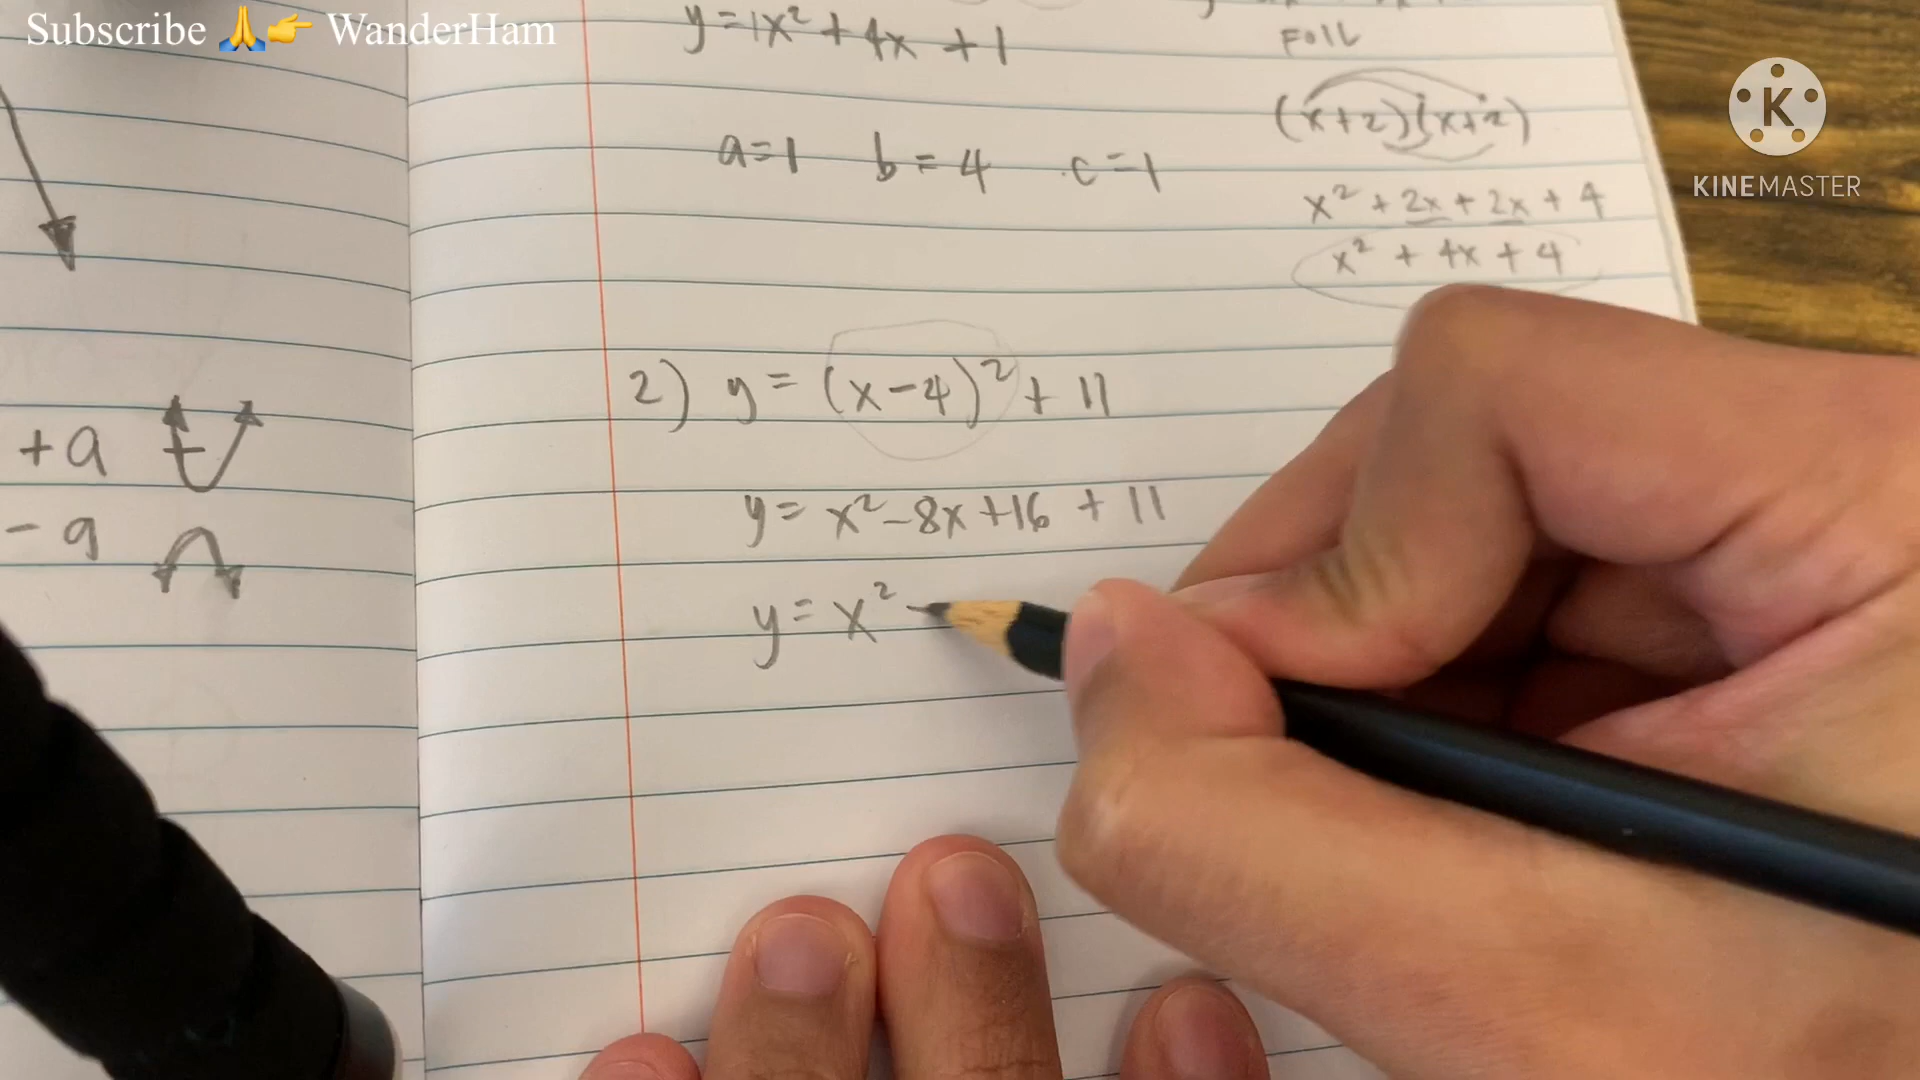 Subscribe 🙏👉 WanderHam
y=1x²+4x+1
FOIL
(x+2)(x+2)
a=1 b=4 c=1
x²+2x+2x+4
x²+4x+4
KINEMASTER
2) y=(x-4)²+11
+a
y=x²-8x+16+11
-a
y=x²-